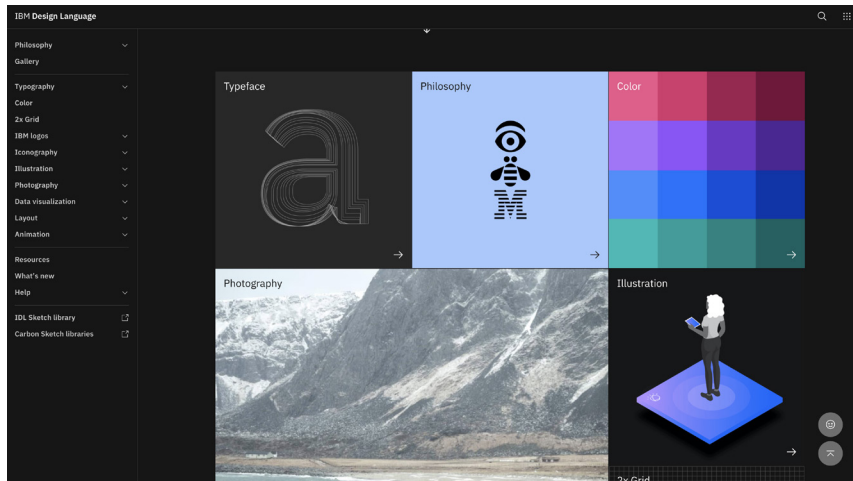 IBM Design Language
Philosophy
Gallery
Typography
Color
2x Grid
IBM logos
Iconography
Illustration
Photography
Data visualization
Layout
Animation
Resources
What's new
Help
IDL Sketch library
Carbon Sketch libraries
Typeface
a
Philosophy
M
Color
Photography
Illustration
2x Grid